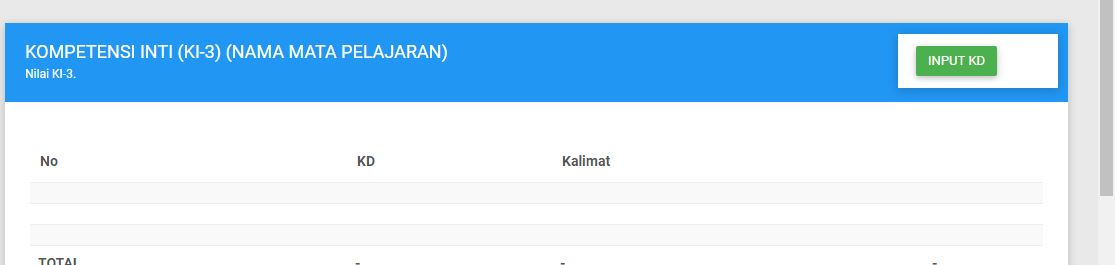 KOMPETENSI INTI (KI-3) (NAMA MATA PELAJARAN)
Nilai KI-3.
INPUT KD
No KD Kalimat
TOTAL - - -